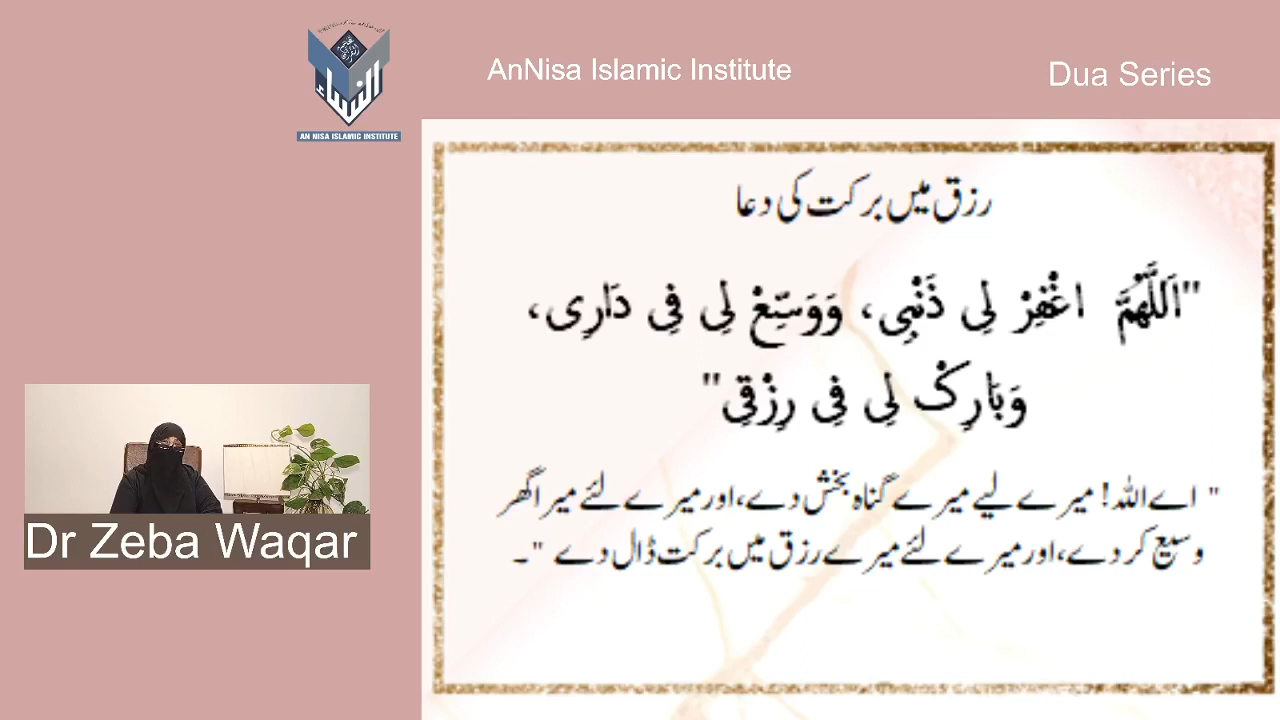 AnNisa Islamic Institute
Dua Series
النساء
AN NISA ISLAMIC INSTITUTE
رزق میں برکت کی دعا
"اَللّٰهُمَّ اغْفِرْ لِی ذَنْبِی، وَوَسِّعْ لِی فِی دَارِی،
وَبَارِکْ لِی فِی رِزْقِی"
" اے اللہ! میرے لیے میرے گناہ بخش دے،اور میرے لئے میرا گھر
وسیع کر دے،اور میرے لئے میرے رزق میں برکت ڈال دے "۔
Dr Zeba Waqar